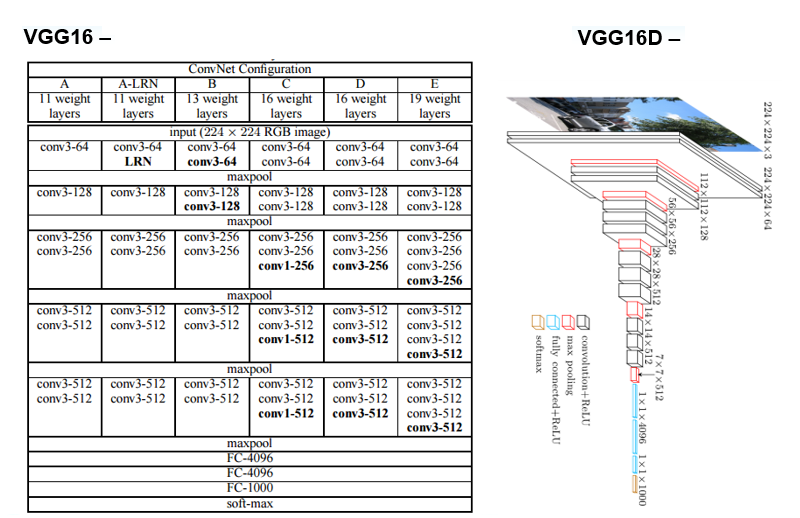 VGG16 –
VGG16D –
ConvNet Configuration
A A-LRN B C D E
11 weight layers 11 weight layers 13 weight layers 16 weight layers 16 weight layers 19 weight layers
input (224 × 224 RGB image)
conv3-64 conv3-64 conv3-64 conv3-64 conv3-64 conv3-64
LRN conv3-64 conv3-64 conv3-64 conv3-64
maxpool
conv3-128 conv3-128 conv3-128 conv3-128 conv3-128 conv3-128
conv3-128 conv3-128 conv3-128 conv3-128
maxpool
conv3-256 conv3-256 conv3-256 conv3-256 conv3-256 conv3-256
conv3-256 conv3-256 conv3-256 conv3-256 conv3-256 conv3-256
conv1-256 conv3-256 conv3-256
conv3-256
maxpool
conv3-512 conv3-512 conv3-512 conv3-512 conv3-512 conv3-512
conv3-512 conv3-512 conv3-512 conv3-512 conv3-512 conv3-512
conv1-512 conv3-512 conv3-512
conv3-512
maxpool
conv3-512 conv3-512 conv3-512 conv3-512 conv3-512 conv3-512
conv3-512 conv3-512 conv3-512 conv3-512 conv3-512 conv3-512
conv1-512 conv3-512 conv3-512
conv3-512
maxpool
FC-4096
FC-4096
FC-1000
soft-max
224 × 224 × 3
224 × 224 × 64
112 × 112 × 128
56 × 56 × 256
28 × 28 × 512
14 × 14 × 512
7 × 7 × 512
1 × 1 × 4096
1 × 1 × 1000
convolution+ReLU
max pooling
fully connected+ReLU
softmax